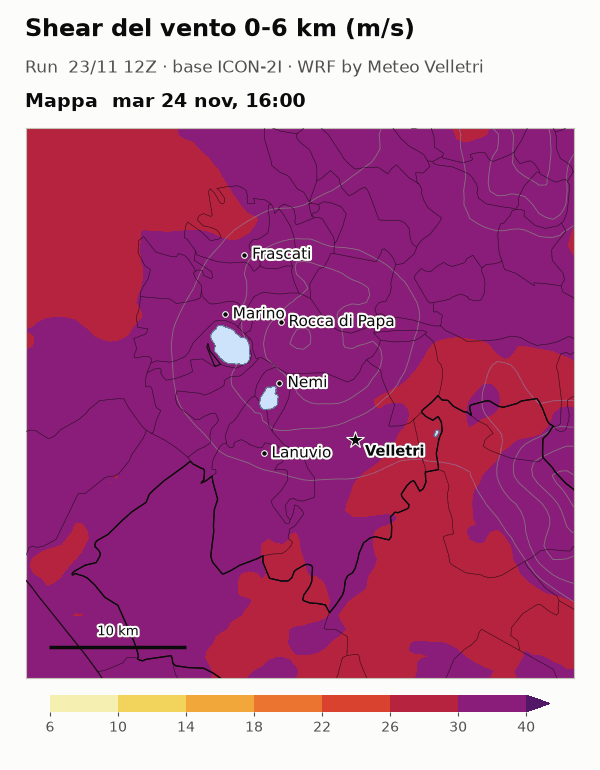 Shear del vento 0-6 km (m/s)
Run  23/11 12Z · base ICON-2I · WRF by Meteo Velletri
Mappa  mar 24 nov, 16:00
Frascati
Marino
Rocca di Papa
Nemi
Velletri
Lanuvio
10 km
6 10 14 18 22 26 30 40